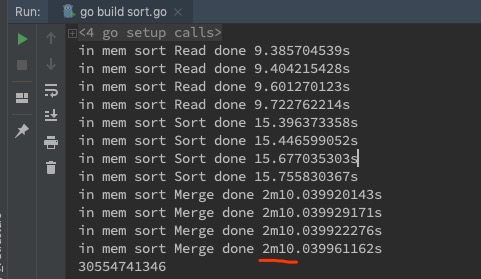 Run: go build sort.go ×
<4 go setup calls>
in mem sort Read done 9.385704539s
in mem sort Read done 9.404215428s
in mem sort Read done 9.601270123s
in mem sort Read done 9.722762214s
in mem sort Sort done 15.396373358s
in mem sort Sort done 15.446599052s
in mem sort Sort done 15.677035303s
in mem sort Sort done 15.755830367s
in mem sort Merge done 2m10.039920143s
in mem sort Merge done 2m10.039929171s
in mem sort Merge done 2m10.039922276s
in mem sort Merge done 2m10.039961162s
30554741346